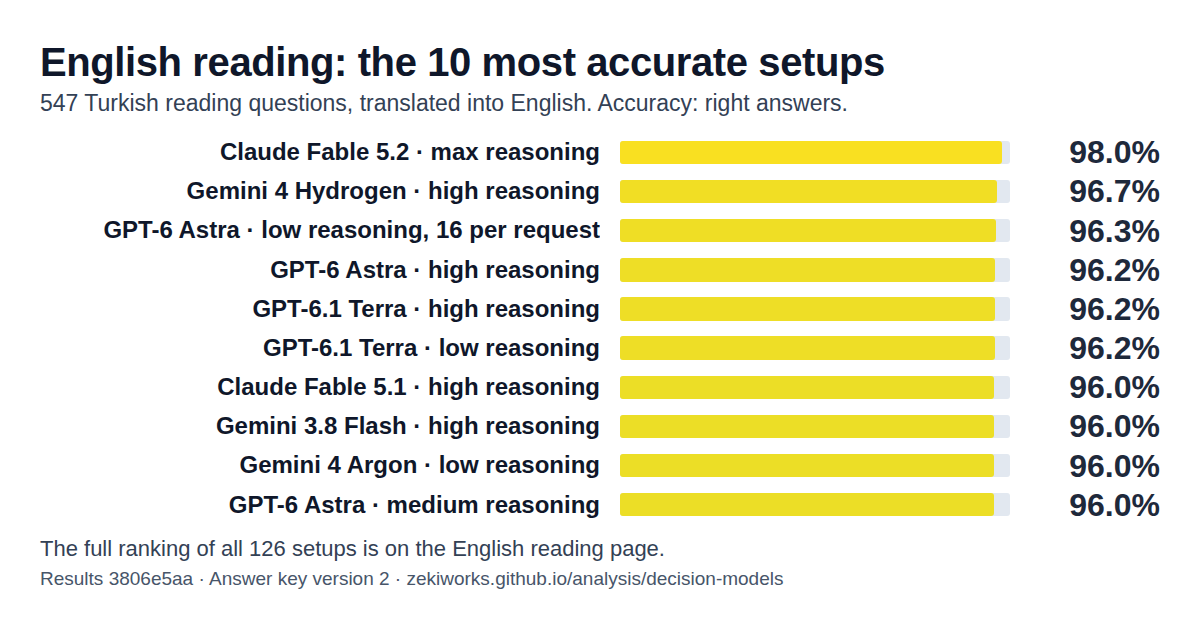 English reading: the 10 most accurate setups
547 Turkish reading questions, translated into English. Accuracy: right answers.
Claude Fable 5.2 · max reasoning 98.0%
Gemini 4 Hydrogen · high reasoning 96.7%
GPT-6 Astra · low reasoning, 16 per request 96.3%
GPT-6 Astra · high reasoning 96.2%
GPT-6.1 Terra · high reasoning 96.2%
GPT-6.1 Terra · low reasoning 96.2%
Claude Fable 5.1 · high reasoning 96.0%
Gemini 3.8 Flash · high reasoning 96.0%
Gemini 4 Argon · low reasoning 96.0%
GPT-6 Astra · medium reasoning 96.0%
The full ranking of all 126 setups is on the English reading page.
Results 3806e5aa · Answer key version 2 · zekiworks.github.io/analysis/decision-models